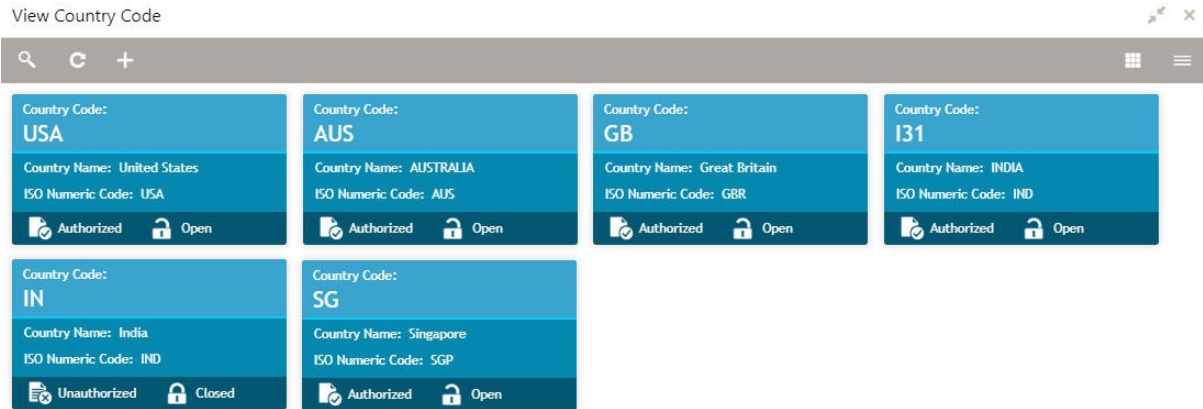 View Country Code
Country Code:
USA
Country Name: United States
ISO Numeric Code: USA
Authorized Open
Country Code:
AUS
Country Name: AUSTRALIA
ISO Numeric Code: AUS
Authorized Open
Country Code:
GB
Country Name: Great Britain
ISO Numeric Code: GBR
Authorized Open
Country Code:
I31
Country Name: INDIA
ISO Numeric Code: IND
Authorized Open
Country Code:
IN
Country Name: India
ISO Numeric Code: IND
Unauthorized Closed
Country Code:
SG
Country Name: Singapore
ISO Numeric Code: SGP
Authorized Open